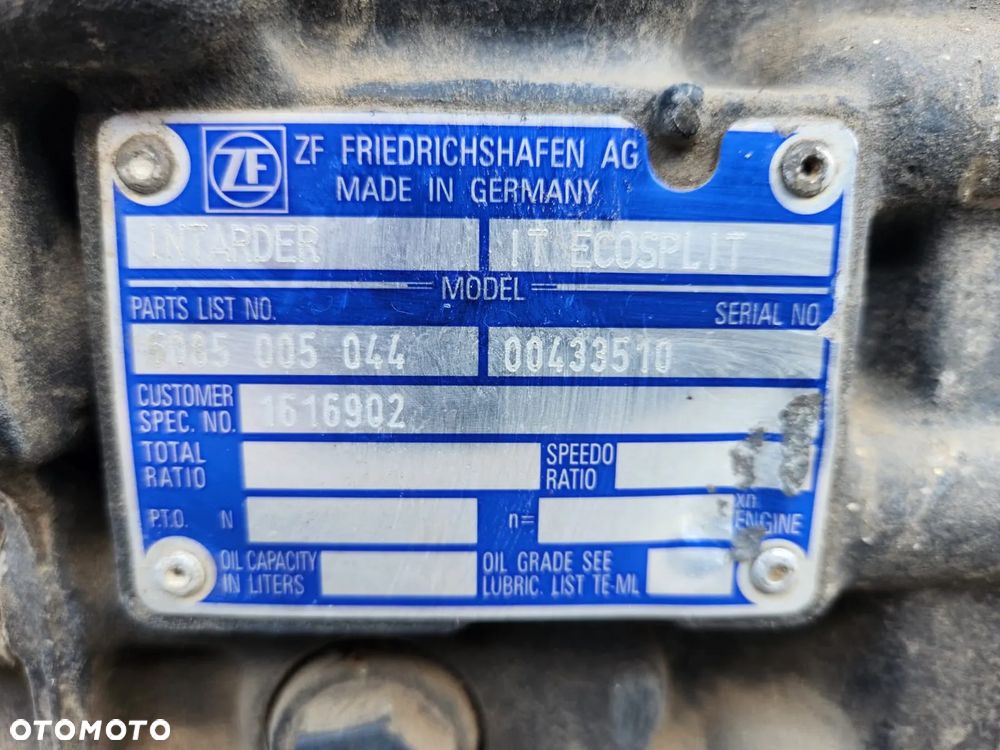 ZF
ZF FRIEDRICHSHAFEN AG
MADE IN GERMANY
INTARDER IT ECOSPLIT
MODEL
PARTS LIST NO. SERIAL NO
6085 005 044 00433510
CUSTOMER
SPEC. NO. 1616902
TOTAL
RATIO
SPEEDO
RATIO
P.T.O. N n= xn
ENGINE
OIL CAPACITY
IN LITERS
OIL GRADE SEE
LUBRIC. LIST TE-ML
OTOMOTO